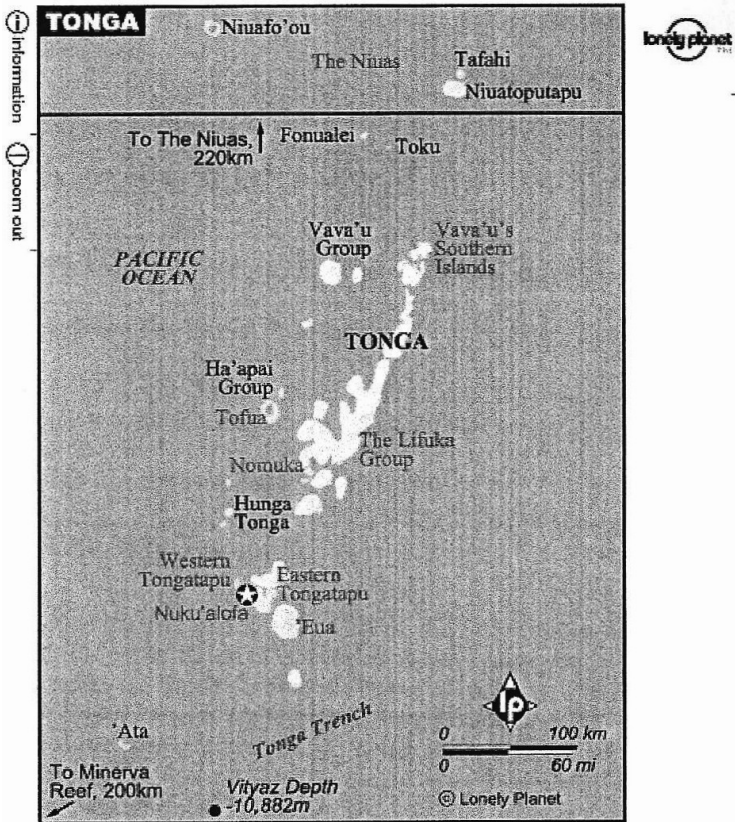 TONGA
Niuafo'ou
The Niuas
Tafahi
Niuatoputapu
lonely planet
information
zoom out
To The Niuas,
220km
Fonualei
Toku
Vava'u
Group
Vava'u's
Southern
Islands
PACIFIC
OCEAN
TONGA
Ha'apai
Group
Tofua
The Lifuka
Group
Nomuka
Hunga
Tonga
Western
Tongatapu
Eastern
Tongatapu
Nuku'alofa
'Eua
Tonga Trench
'Ata
lp
0 100 km
0 60 mi
To Minerva
Reef, 200km
Vityaz Depth
-10,882m
© Lonely Planet